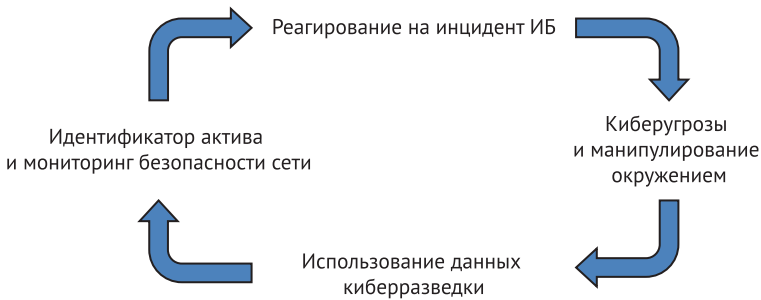 Реагирование на инцидент ИБ
Киберугрозы
и манипулирование
окружением
Использование данных
киберразведки
Идентификатор актива
и мониторинг безопасности сети